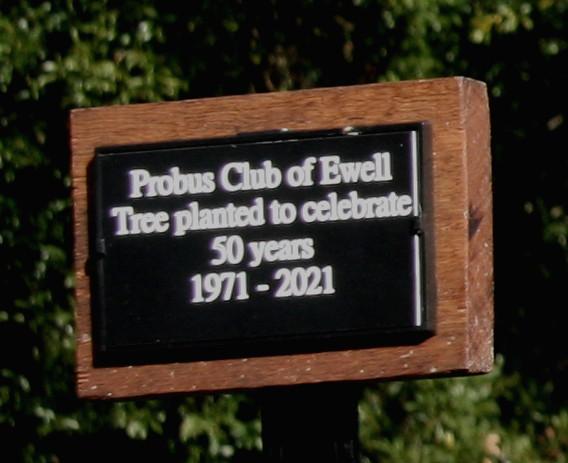 Probus Club of Ewell
Tree planted to celebrate
50 years
1971 - 2021